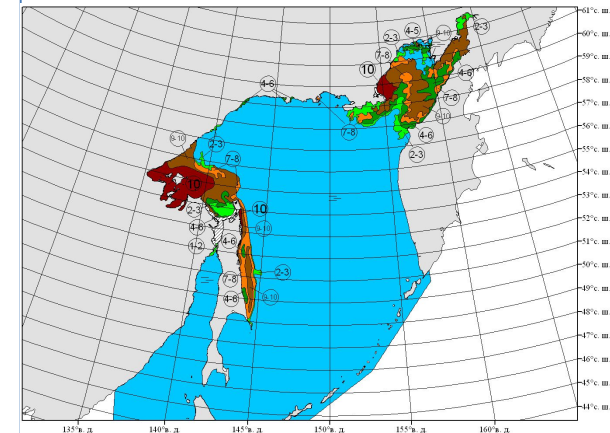 61°с. ш.
60°с. ш.
59°с. ш.
58°с. ш.
57°с. ш.
56°с. ш.
55°с. ш.
54°с. ш.
53°с. ш.
52°с. ш.
51°с. ш.
50°с. ш.
49°с. ш.
48°с. ш.
47°с. ш.
46°с. ш.
45°с. ш.
44°с. ш.
4-5
9-10
2-3
2-3
7-8
10
4-6
4-6
7-8
9-10
7-8
4-6
2-3
9-10
2-3
7-8
10
2-3
10
4-6
9-10
1-2
4-6
2-3
7-8
4-6
9-10
135°в. д.
140°в. д.
145°в. д.
150°в. д.
155°в. д.
160°в. д.